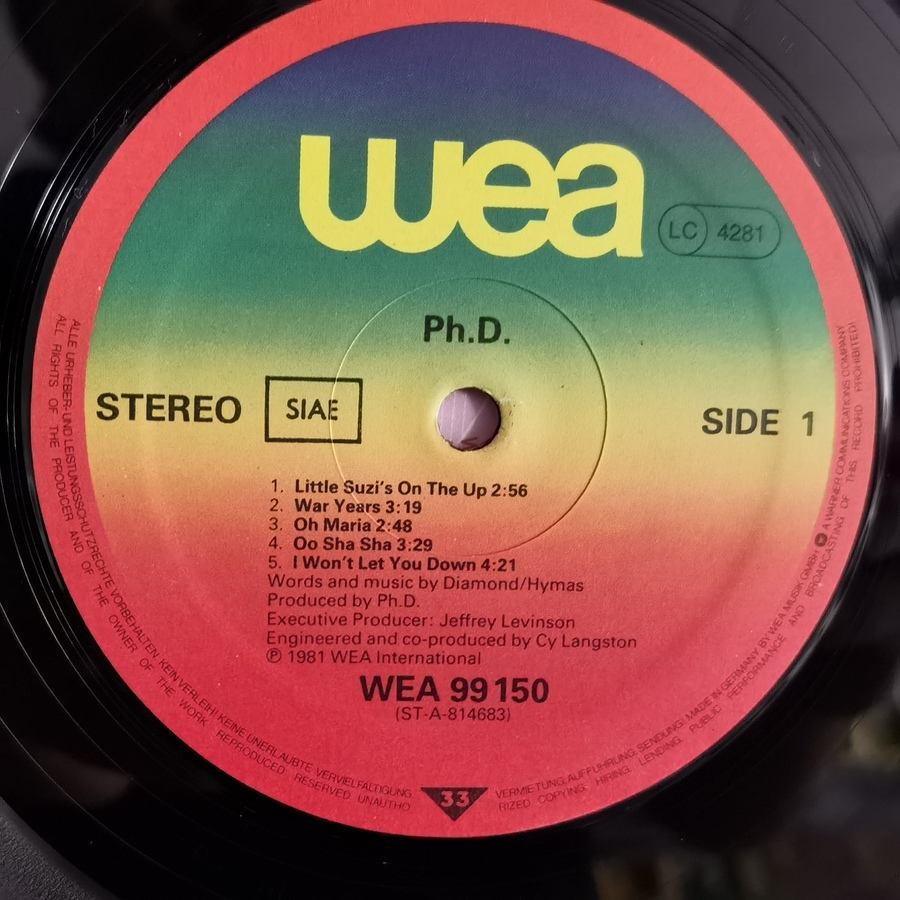 wea
LC 4281
Ph.D.
STEREO SIAE SIDE 1
1. Little Suzi's On The Up 2:56
2. War Years 3:19
3. Oh Maria 2:48
4. Oo Sha Sha 3:29
5. I Won't Let You Down 4:21
Words and music by Diamond/Hymas
Produced by Ph.D.
Executive Producer: Jeffrey Levinson
Engineered and co-produced by Cy Langston
℗ 1981 WEA International
WEA 99 150
(ST-A-814683)
33
ALLE URHEBER- UND LEISTUNGSSCHUTZRECHTE VORBEHALTEN KEIN VERLEIH! KEINE UNERLAUBTE VERVIELFÄLTIGUNG, VERMIETUNG, AUFFÜHRUNG, SENDUNG! MADE IN GERMANY BY WEA MUSIK GMBH A WARNER COMMUNICATIONS COMPANY
ALL RIGHTS OF THE PRODUCER AND OF THE OWNER OF THE WORK REPRODUCED RESERVED UNAUTHORIZED COPYING, HIRING, LENDING, PUBLIC PERFORMANCE AND BROADCASTING OF THIS RECORD PROHIBITED!